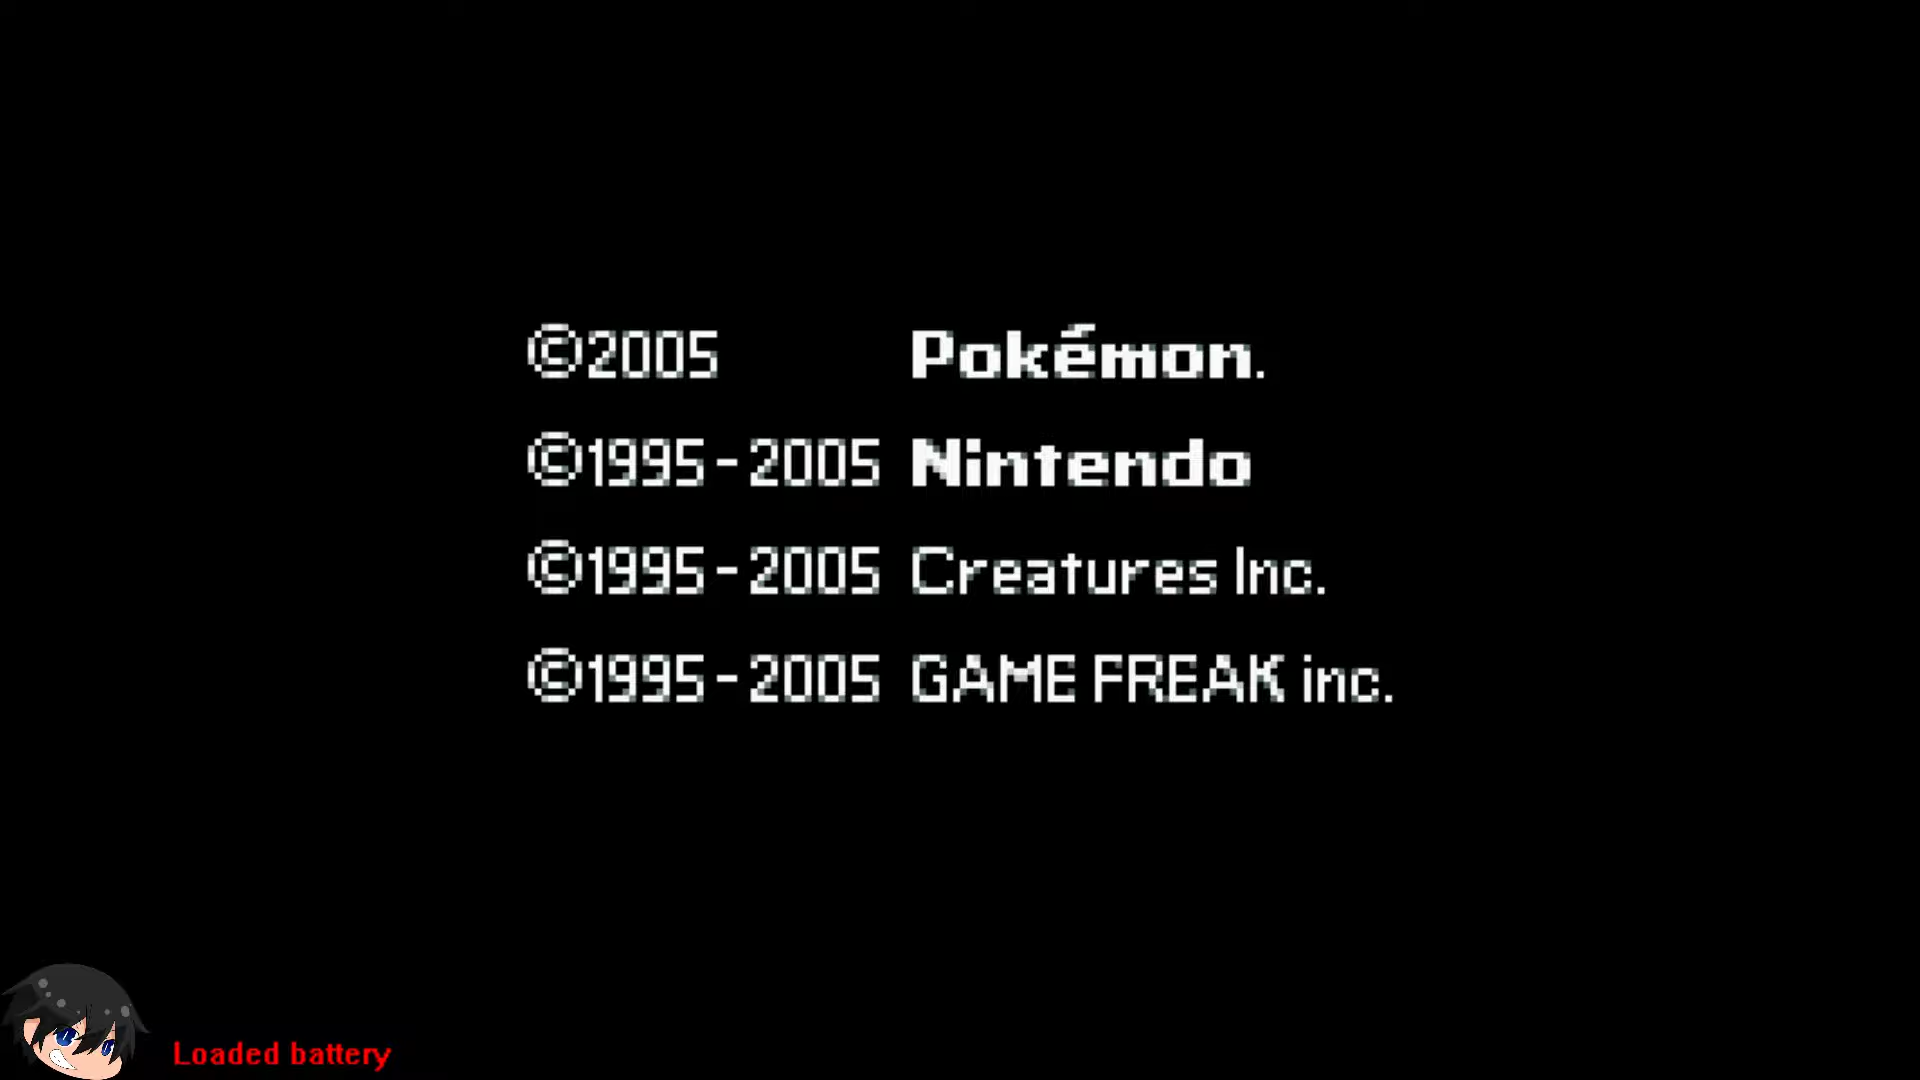 ©2005 Pokémon.
©1995-2005 Nintendo
©1995-2005 Creatures Inc.
©1995-2005 GAME FREAK inc.
Loaded battery